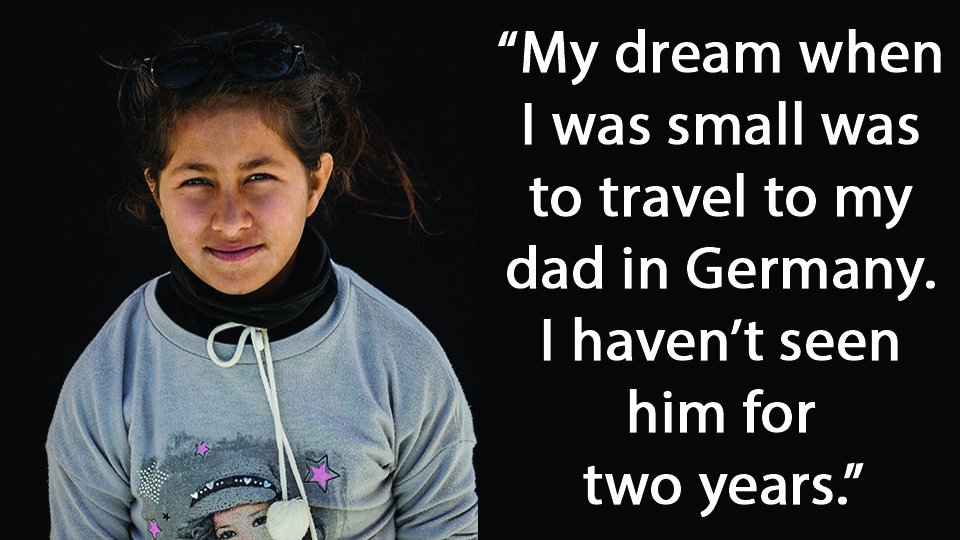 “My dream when
I was small was
to travel to my
dad in Germany.
I haven’t seen
him for
two years.”